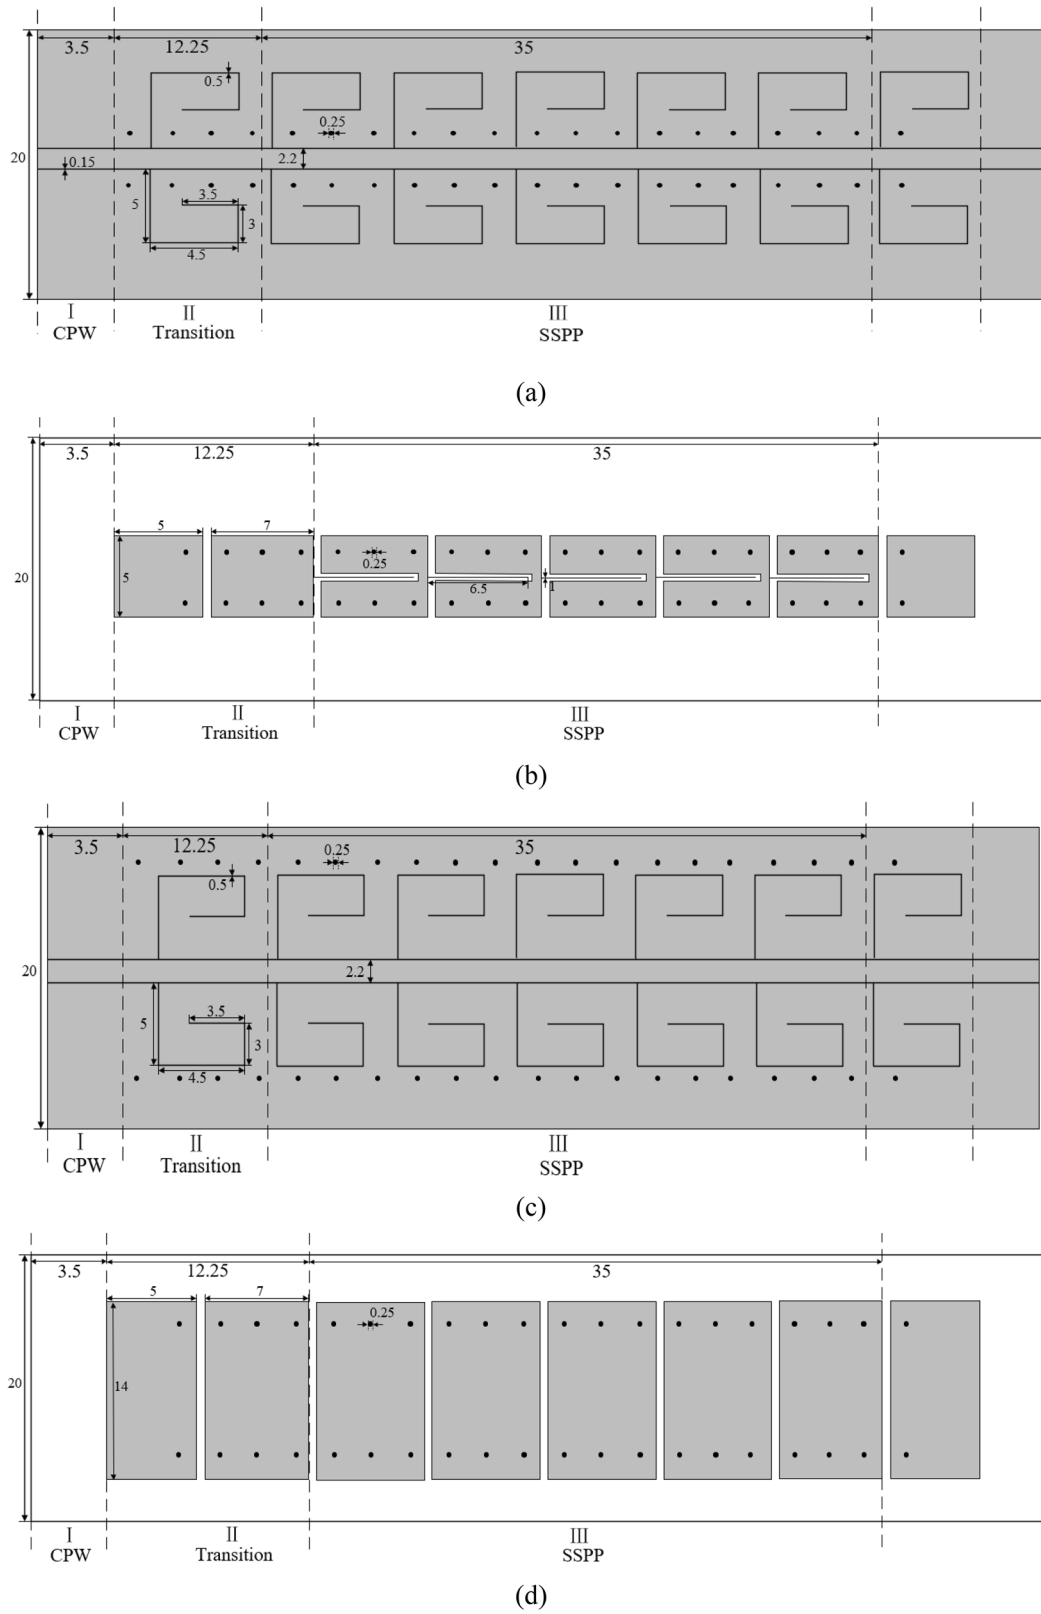 3.5 12.25 35
0.5
0.25
20 0.15 2.2
5 3.5 3
4.5
I II III
CPW Transition SSPP
(a)
3.5 12.25 35
5 7
0.25
20 5 6.5 1
I II III
CPW Transition SSPP
(b)
3.5 12.25 0.25 35
0.5
20 2.2
5 3.5 3
4.5
I II III
CPW Transition SSPP
(c)
3.5 12.25 35
5 7
0.25
20 14
I II III
CPW Transition SSPP
(d)